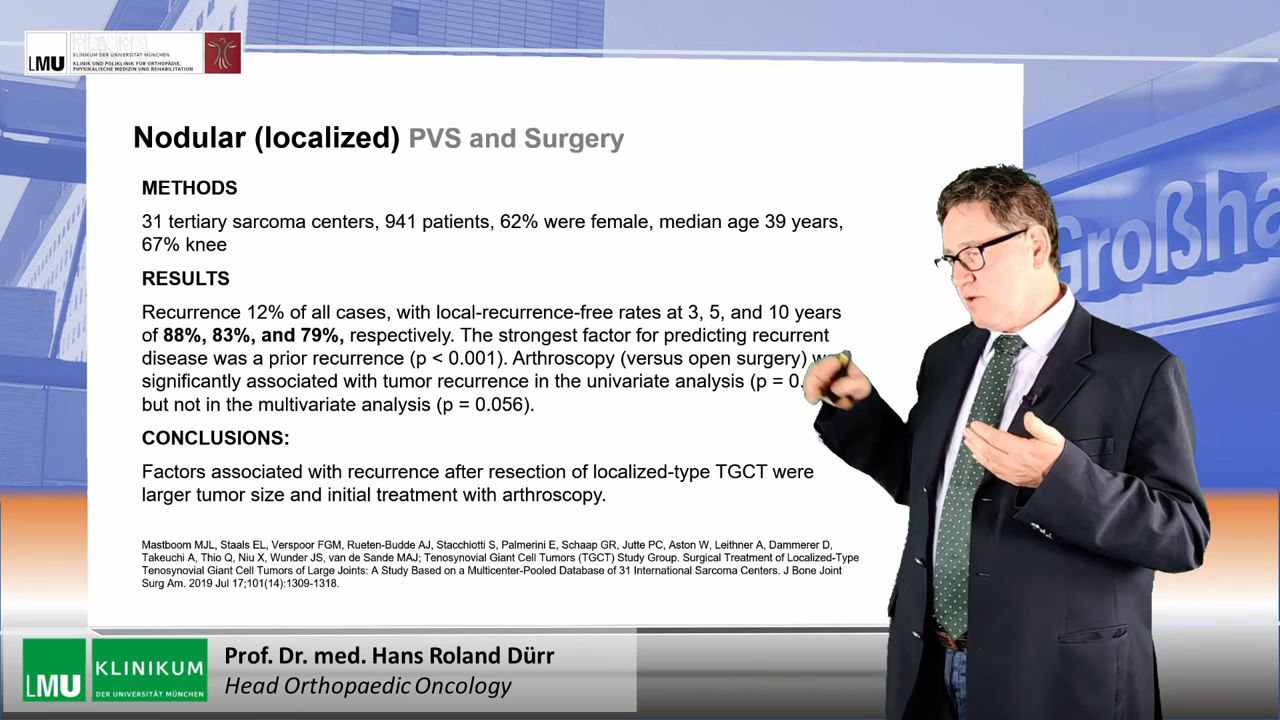 LMU
KLINIKUM DER UNIVERSITÄT MÜNCHEN
KLINIK UND POLIKLINIK FÜR ORTHOPÄDIE,
PHYSIKALISCHE MEDIZIN UND REHABILITATION
Nodular (localized) PVS and Surgery
METHODS
31 tertiary sarcoma centers, 941 patients, 62% were female, median age 39 years,
67% knee
RESULTS
Recurrence 12% of all cases, with local-recurrence-free rates at 3, 5, and 10 years
of 88%, 83%, and 79%, respectively. The strongest factor for predicting recurrent
disease was a prior recurrence (p < 0.001). Arthroscopy (versus open surgery)
significantly associated with tumor recurrence in the univariate analysis (p = 0.
but not in the multivariate analysis (p = 0.056).
CONCLUSIONS:
Factors associated with recurrence after resection of localized-type TGCT were
larger tumor size and initial treatment with arthroscopy.
Mastboom MJL, Staals EL, Verspoor FGM, Rueten-Budde AJ, Stacchiotti S, Palmerini E, Schaap GR, Jutte PC, Aston W, Leithner A, Dammerer D,
Takeuchi A, Thio Q, Niu X, Wunder JS, van de Sande MAJ; Tenosynovial Giant Cell Tumors (TGCT) Study Group. Surgical Treatment of Localized-Type
Tenosynovial Giant Cell Tumors of Large Joints: A Study Based on a Multicenter-Pooled Database of 31 International Sarcoma Centers. J Bone Joint
Surg Am. 2019 Jul 17;101(14):1309-1318.
Großha
LMU
KLINIKUM
DER UNIVERSITÄT MÜNCHEN
Prof. Dr. med. Hans Roland Dürr
Head Orthopaedic Oncology